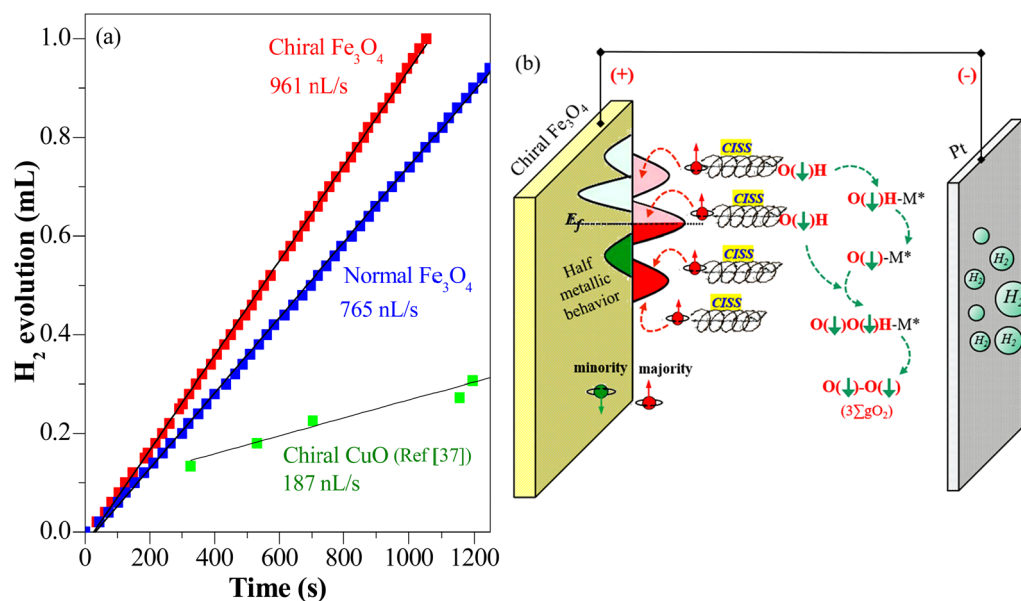 (a)
H₂ evolution (mL)
1.0
0.8
0.6
0.4
0.2
0.0
Chiral Fe₃O₄
961 nL/s
Normal Fe₃O₄
765 nL/s
Chiral CuO (Ref [37])
187 nL/s
0 200 400 600 800 1000 1200
Time (s)
(b)
(+)
(-)
Chiral Fe₃O₄
Pt
CISS
O(↓)H
O(↓)H-M*
CISS
O(↓)H
E_f
CISS
O(↓)-M*
Half
metallic
behavior
CISS
O(↓)O(↓)H-M*
minority
majority
O(↓)-O(↓)
(3∑gO₂)
H₂
H₂
H₂
H₂
H₂